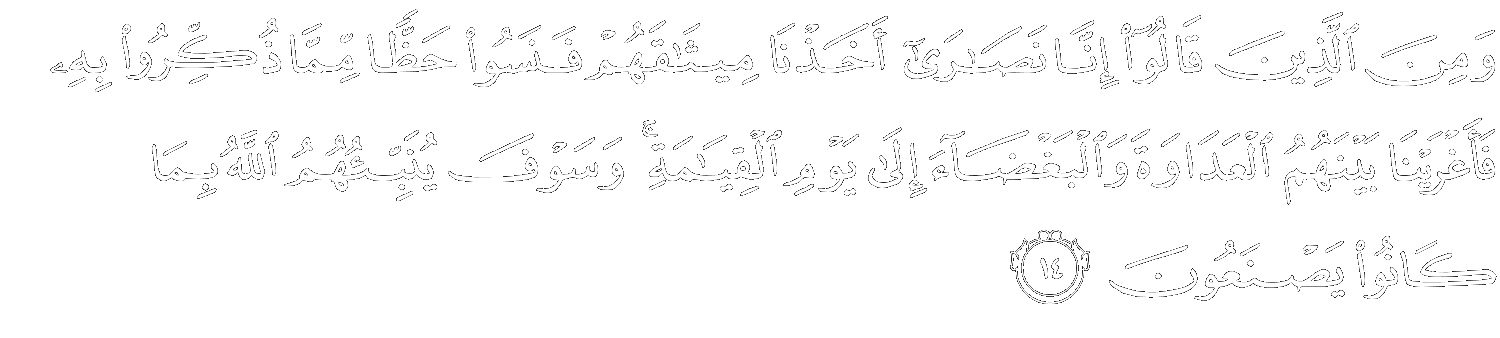 وَمِنَ ٱلَّذِينَ قَالُوٓا۟ إِنَّا نَصَـٰرَىٰٓ أَخَذْنَا مِيثَـٰقَهُمْ فَنَسُوا۟ حَظًّا مِّمَّا ذُكِّرُوا۟ بِهِۦ
فَأَغْرَيْنَا بَيْنَهُمُ ٱلْعَدَاوَةَ وَٱلْبَغْضَآءَ إِلَىٰ يَوْمِ ٱلْقِيَـٰمَةِ ۚ وَسَوْفَ يُنَبِّئُهُمُ ٱللَّهُ بِمَا
كَانُوا۟ يَصْنَعُونَ ١٤